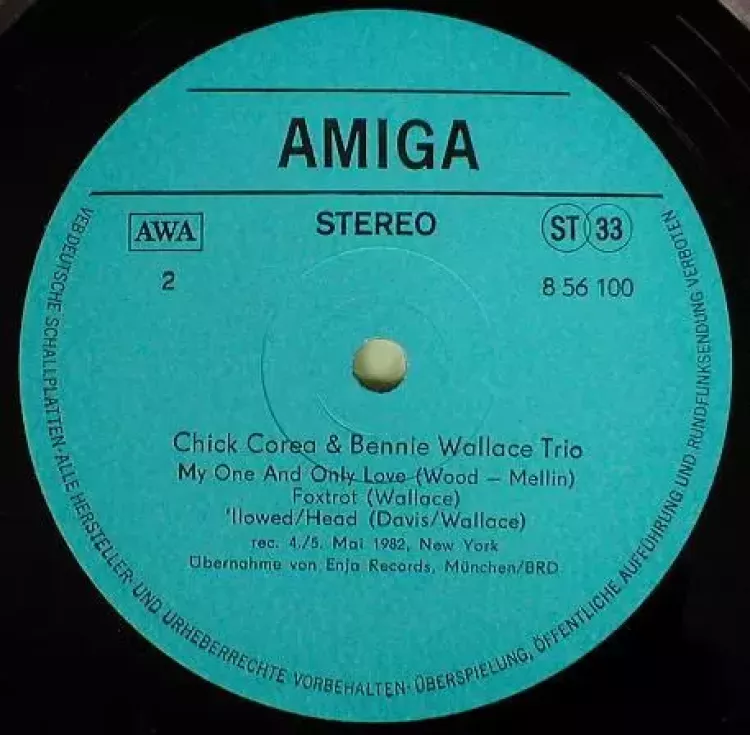 AMIGA
AWA
STEREO
ST 33
2
8 56 100
Chick Corea & Bennie Wallace Trio
My One And Only Love (Wood – Mellin)
Foxtrot (Wallace)
'llowed/Head (Davis/Wallace)
rec. 4./5. Mai 1982, New York
Übernahme von Enja Records, München/BRD
VEB DEUTSCHE SCHALLPLATTEN · ALLE HERSTELLER- UND URHEBERRECHTE VORBEHALTEN · ÜBERSPIELUNG, ÖFFENTLICHE AUFFÜHRUNG UND RUNDFUNKSENDUNG VERBOTEN